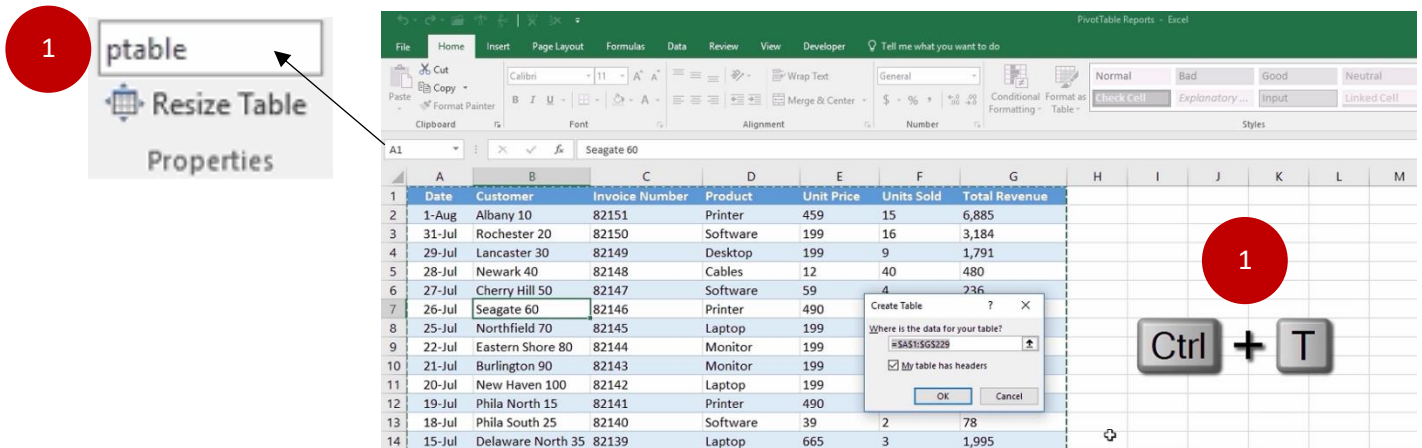 1
ptable
Resize Table
Properties
PivotTable Reports - Excel
File Home Insert Page Layout Formulas Data Review View Developer Tell me what you want to do
Paste
Cut
Copy
Format Painter
Clipboard
Calibri 11 A A
B I U A
Font
Wrap Text
Merge & Center
Alignment
General
$ - % ,
Number
Conditional Formatting
Format as Table
Normal Bad Good Neutral
Check Cell Explanatory ... Input Linked Cell
Styles
A1 fx Seagate 60
A B C D E F G H I J K L M
1 Date Customer Invoice Number Product Unit Price Units Sold Total Revenue
2 1-Aug Albany 10 82151 Printer 459 15 6,885
3 31-Jul Rochester 20 82150 Software 199 16 3,184
4 29-Jul Lancaster 30 82149 Desktop 199 9 1,791
5 28-Jul Newark 40 82148 Cables 12 40 480
6 27-Jul Cherry Hill 50 82147 Software 59 4 236
7 26-Jul Seagate 60 82146 Printer 490
8 25-Jul Northfield 70 82145 Laptop 199
9 22-Jul Eastern Shore 80 82144 Monitor 199
10 21-Jul Burlington 90 82143 Monitor 199
11 20-Jul New Haven 100 82142 Laptop 199
12 19-Jul Phila North 15 82141 Printer 490
13 18-Jul Phila South 25 82140 Software 39 2 78
14 15-Jul Delaware North 35 82139 Laptop 665 3 1,995
Create Table ? X
Where is the data for your table?
=$A$1:$G$229
My table has headers
OK Cancel
1
Ctrl + T